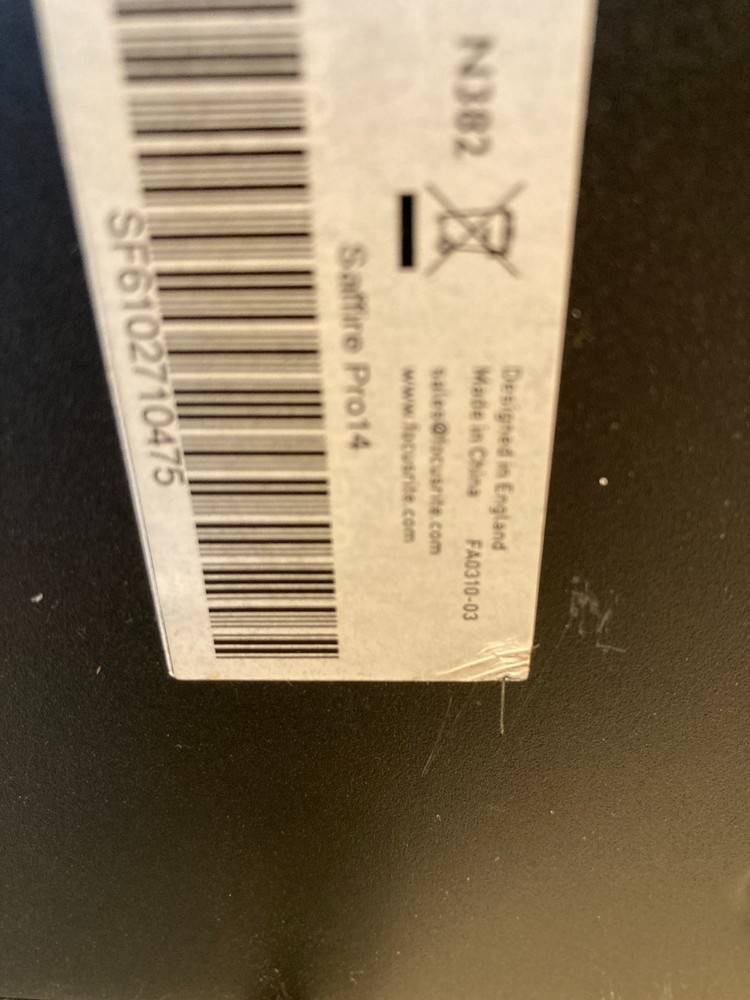 N382
Designed in England
Made in China FA0310-03
sales@focusrite.com
www.focusrite.com
Saffire Pro14
SF6102710475